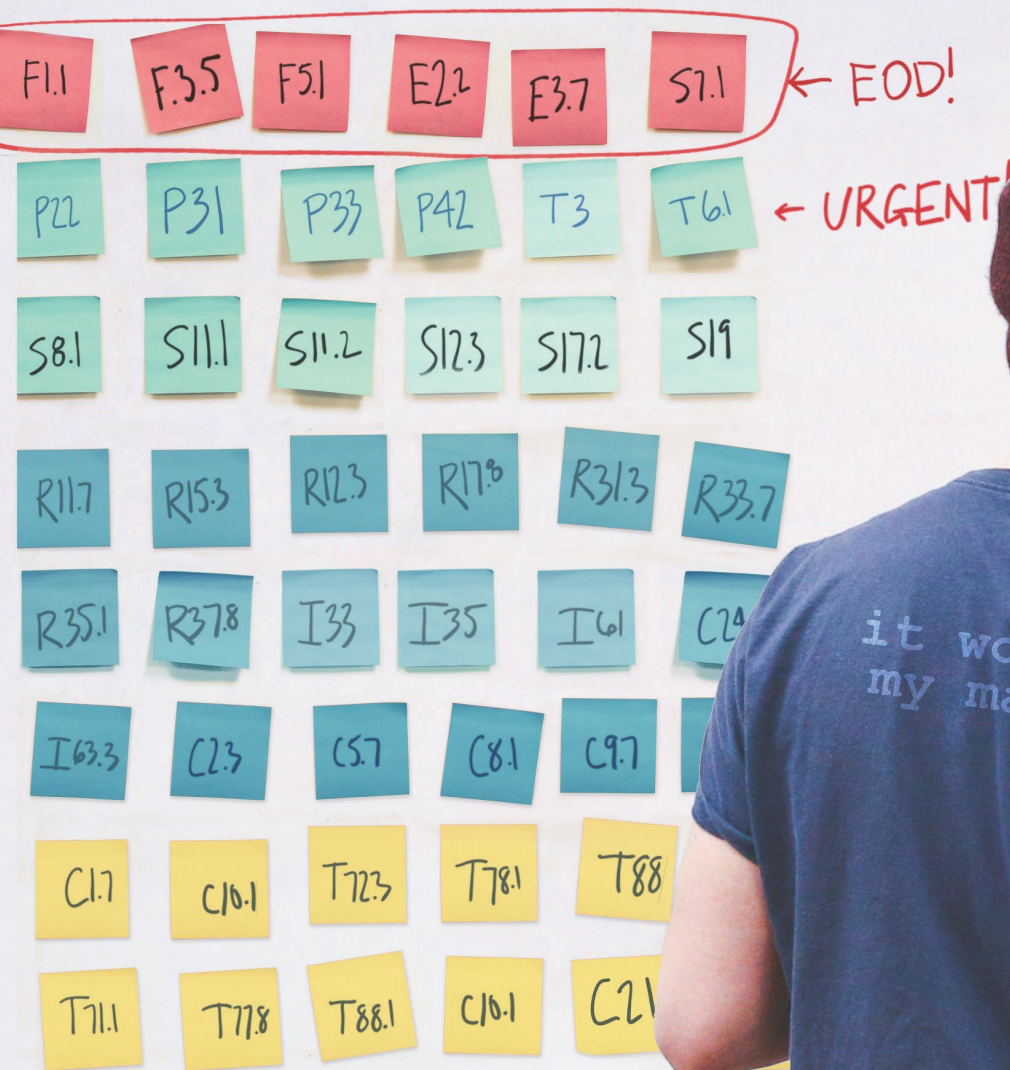 F1.1 F.3.5 F5.1 E2.2 E3.7 S7.1 ← EOD!
P22 P31 P33 P42 T3 T6.1 ← URGENT
S8.1 S11.1 S11.2 S12.3 S17.2 S19
R11.7 R15.3 R12.3 R17.8 R31.3 R33.7
R35.1 R37.8 I33 I35 I61
it
my
I63.3 C2.3 C5.7 C8.1 C9.7
C1.7 C10.1 T72.3 T78.1 T88
T71.1 T77.8 T88.1 C10.1 C21